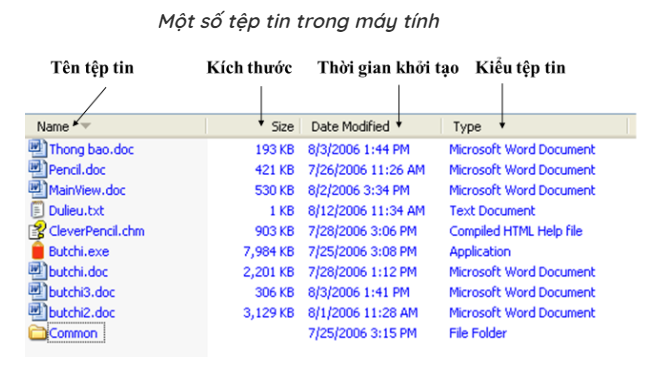 Một số tệp tin trong máy tính
Tên tệp tin Kích thước Thời gian khởi tạo Kiểu tệp tin
Name Size Date Modified Type
Thong bao.doc 193 KB 8/3/2006 1:44 PM Microsoft Word Document
Pencil.doc 421 KB 7/26/2006 11:26 AM Microsoft Word Document
MainView.doc 530 KB 8/2/2006 3:34 PM Microsoft Word Document
Dulieu.txt 1 KB 8/12/2006 11:34 AM Text Document
CleverPencil.chm 903 KB 7/28/2006 3:06 PM Compiled HTML Help file
Butchi.exe 7,984 KB 7/25/2006 3:08 PM Application
butchi.doc 2,201 KB 7/28/2006 1:12 PM Microsoft Word Document
butchi3.doc 306 KB 8/3/2006 1:41 PM Microsoft Word Document
butchi2.doc 3,129 KB 8/1/2006 11:28 AM Microsoft Word Document
Common 7/25/2006 3:15 PM File Folder